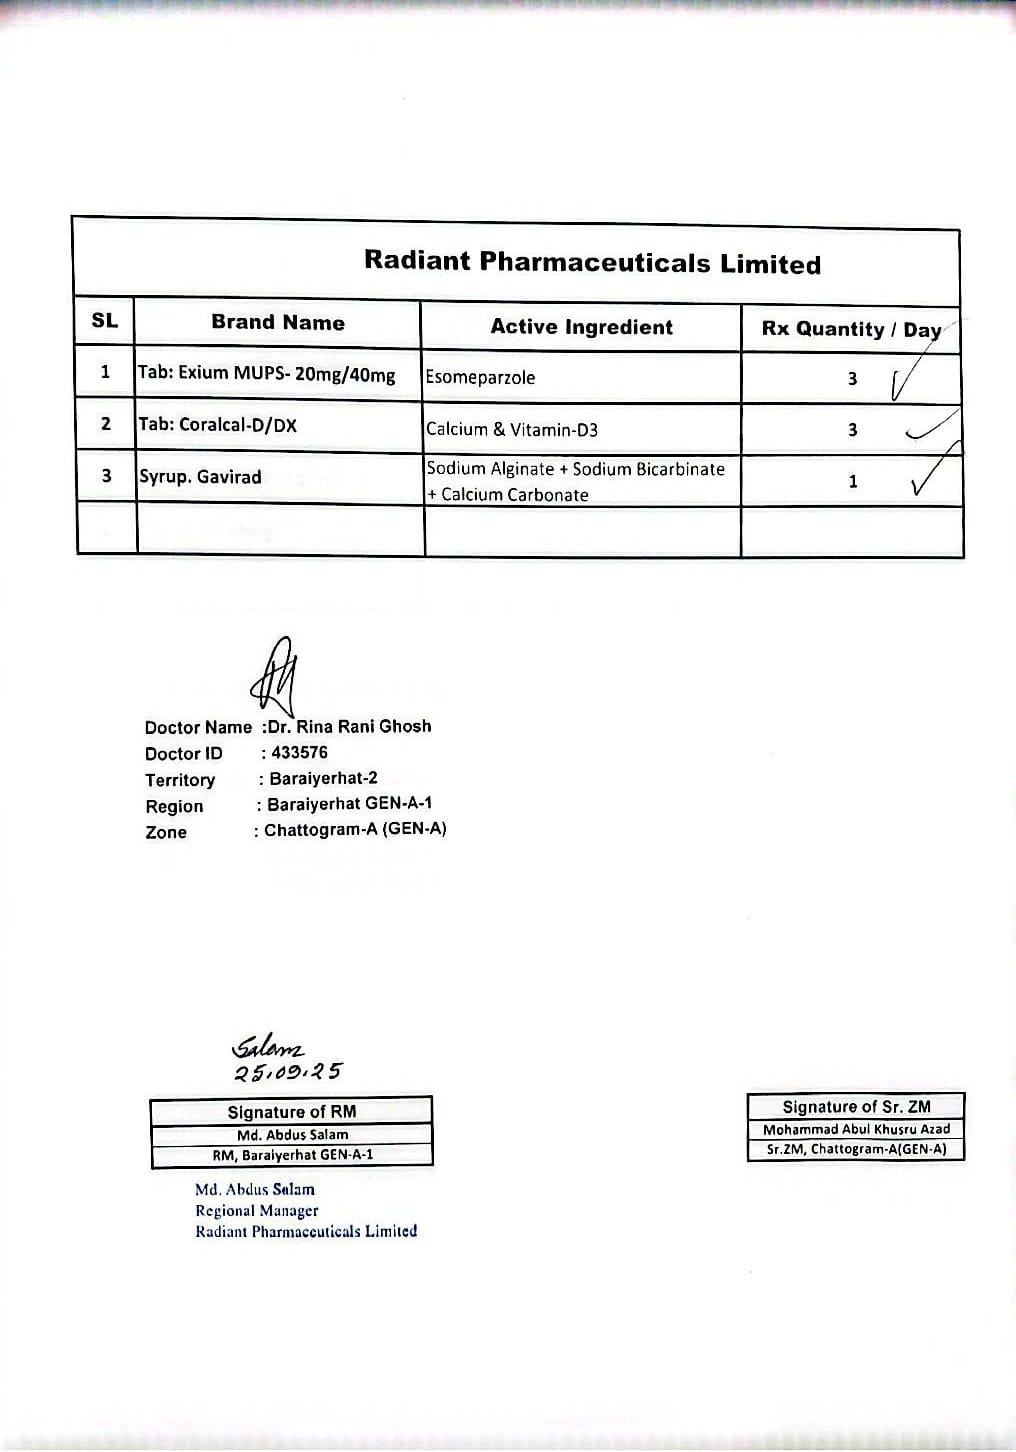 Radiant Pharmaceuticals Limited
SL Brand Name Active Ingredient Rx Quantity / Day
1 Tab: Exium MUPS- 20mg/40mg Esomeparzole 3
2 Tab: Coralcal-D/DX Calcium & Vitamin-D3 3
3 Syrup. Gavirad Sodium Alginate + Sodium Bicarbinate
+ Calcium Carbonate 1
Doctor Name :Dr. Rina Rani Ghosh
Doctor ID : 433576
Territory : Baraiyerhat-2
Region : Baraiyerhat GEN-A-1
Zone : Chattogram-A (GEN-A)
Salam
25.09.25
Signature of RM
Md. Abdus Salam
RM, Baraiyerhat GEN-A-1
Md. Abdus Salam
Regional Manager
Radiant Pharmaceuticals Limited
Signature of Sr. ZM
Mohammad Abul Khusru Azad
Sr.ZM, Chattogram-A(GEN-A)